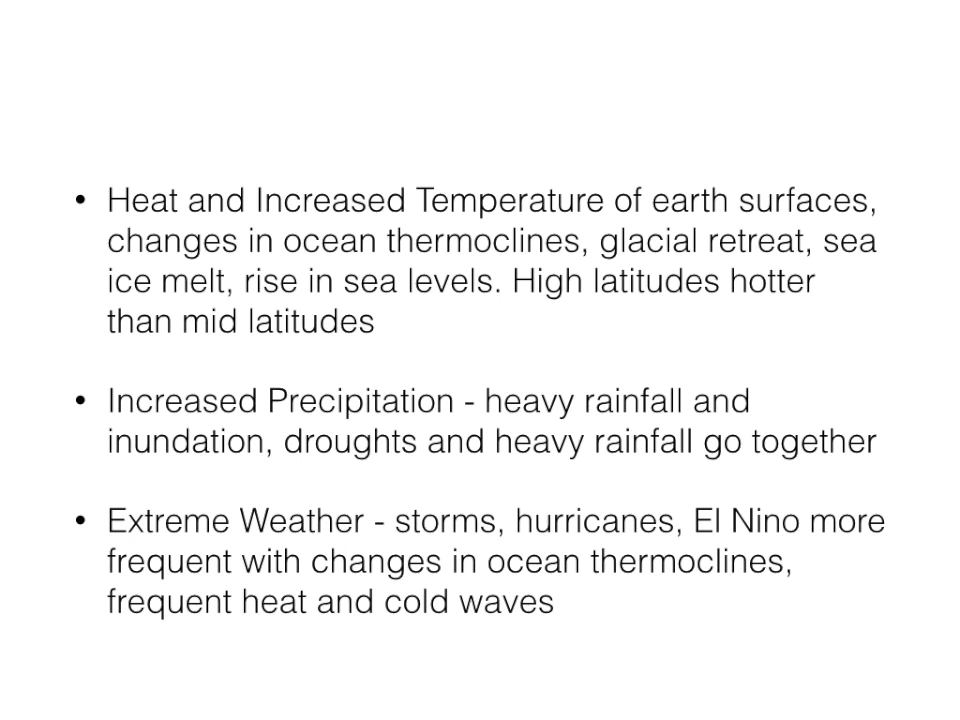 • Heat and Increased Temperature of earth surfaces,
changes in ocean thermoclines, glacial retreat, sea
ice melt, rise in sea levels. High latitudes hotter
than mid latitudes
• Increased Precipitation - heavy rainfall and
inundation, droughts and heavy rainfall go together
• Extreme Weather - storms, hurricanes, El Nino more
frequent with changes in ocean thermoclines,
frequent heat and cold waves